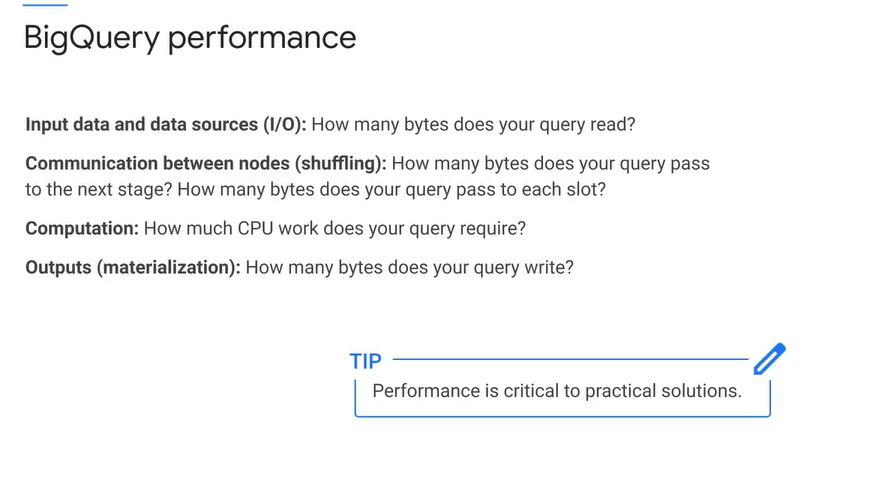 BigQuery performance
Input data and data sources (I/O): How many bytes does your query read?
Communication between nodes (shuffling): How many bytes does your query pass
to the next stage? How many bytes does your query pass to each slot?
Computation: How much CPU work does your query require?
Outputs (materialization): How many bytes does your query write?
TIP
Performance is critical to practical solutions.